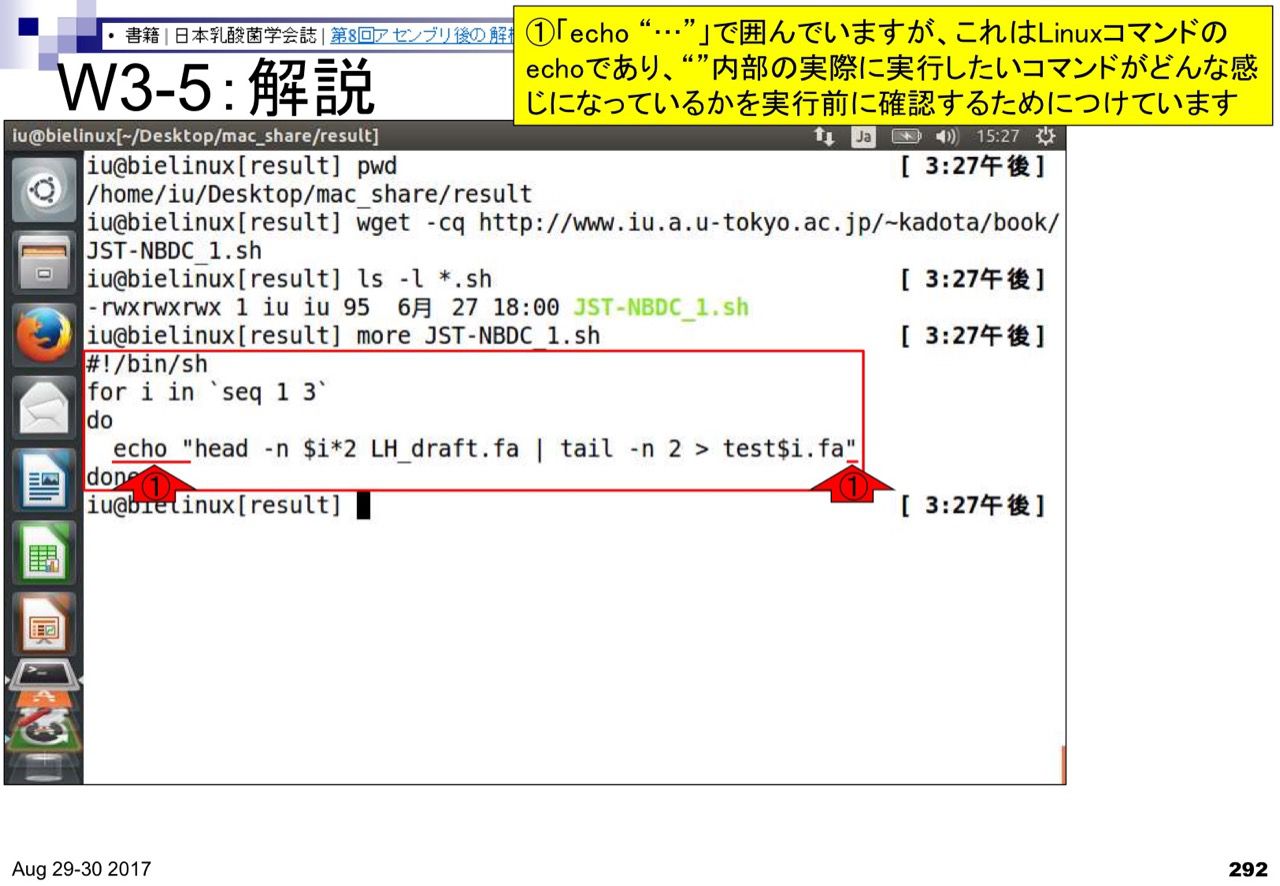 • 書籍 | 日本乳酸菌学会誌 | 第8回アセンブリ後の解
W3-5：解説
①「echo “…”」で囲んでいますが、これはLinuxコマンドの
echoであり、“”内部の実際に実行したいコマンドがどんな感
じになっているかを実行前に確認するためにつけています
iu@bielinux[~/Desktop/mac_share/result] Ja 15:27
iu@bielinux[result] pwd [ 3:27午後]
/home/iu/Desktop/mac_share/result
iu@bielinux[result] wget -cq http://www.iu.a.u-tokyo.ac.jp/~kadota/book/
JST-NBDC_1.sh
iu@bielinux[result] ls -l *.sh [ 3:27午後]
-rwxrwxrwx 1 iu iu 95 6月 27 18:00 JST-NBDC_1.sh
iu@bielinux[result] more JST-NBDC_1.sh [ 3:27午後]
#!/bin/sh
for i in `seq 1 3`
do
echo "head -n $i*2 LH_draft.fa | tail -n 2 > test$i.fa"
done
① ①
iu@bielinux[result] [ 3:27午後]
Aug 29-30 2017
292